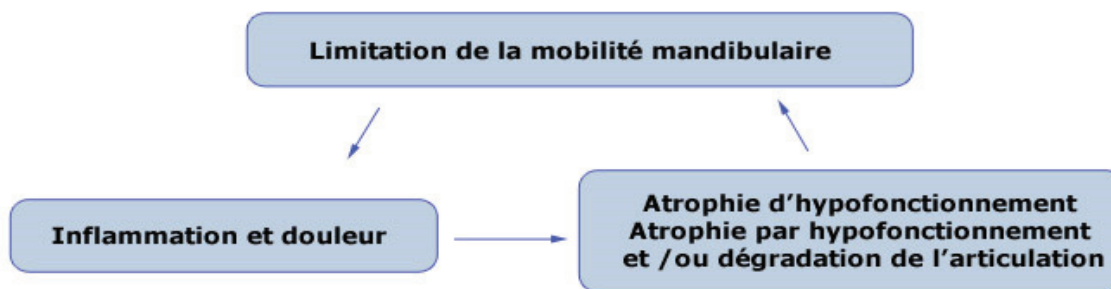 Limitation de la mobilité mandibulaire
Inflammation et douleur
Atrophie d’hypofonctionnement
Atrophie par hypofonctionnement
et /ou dégradation de l’articulation